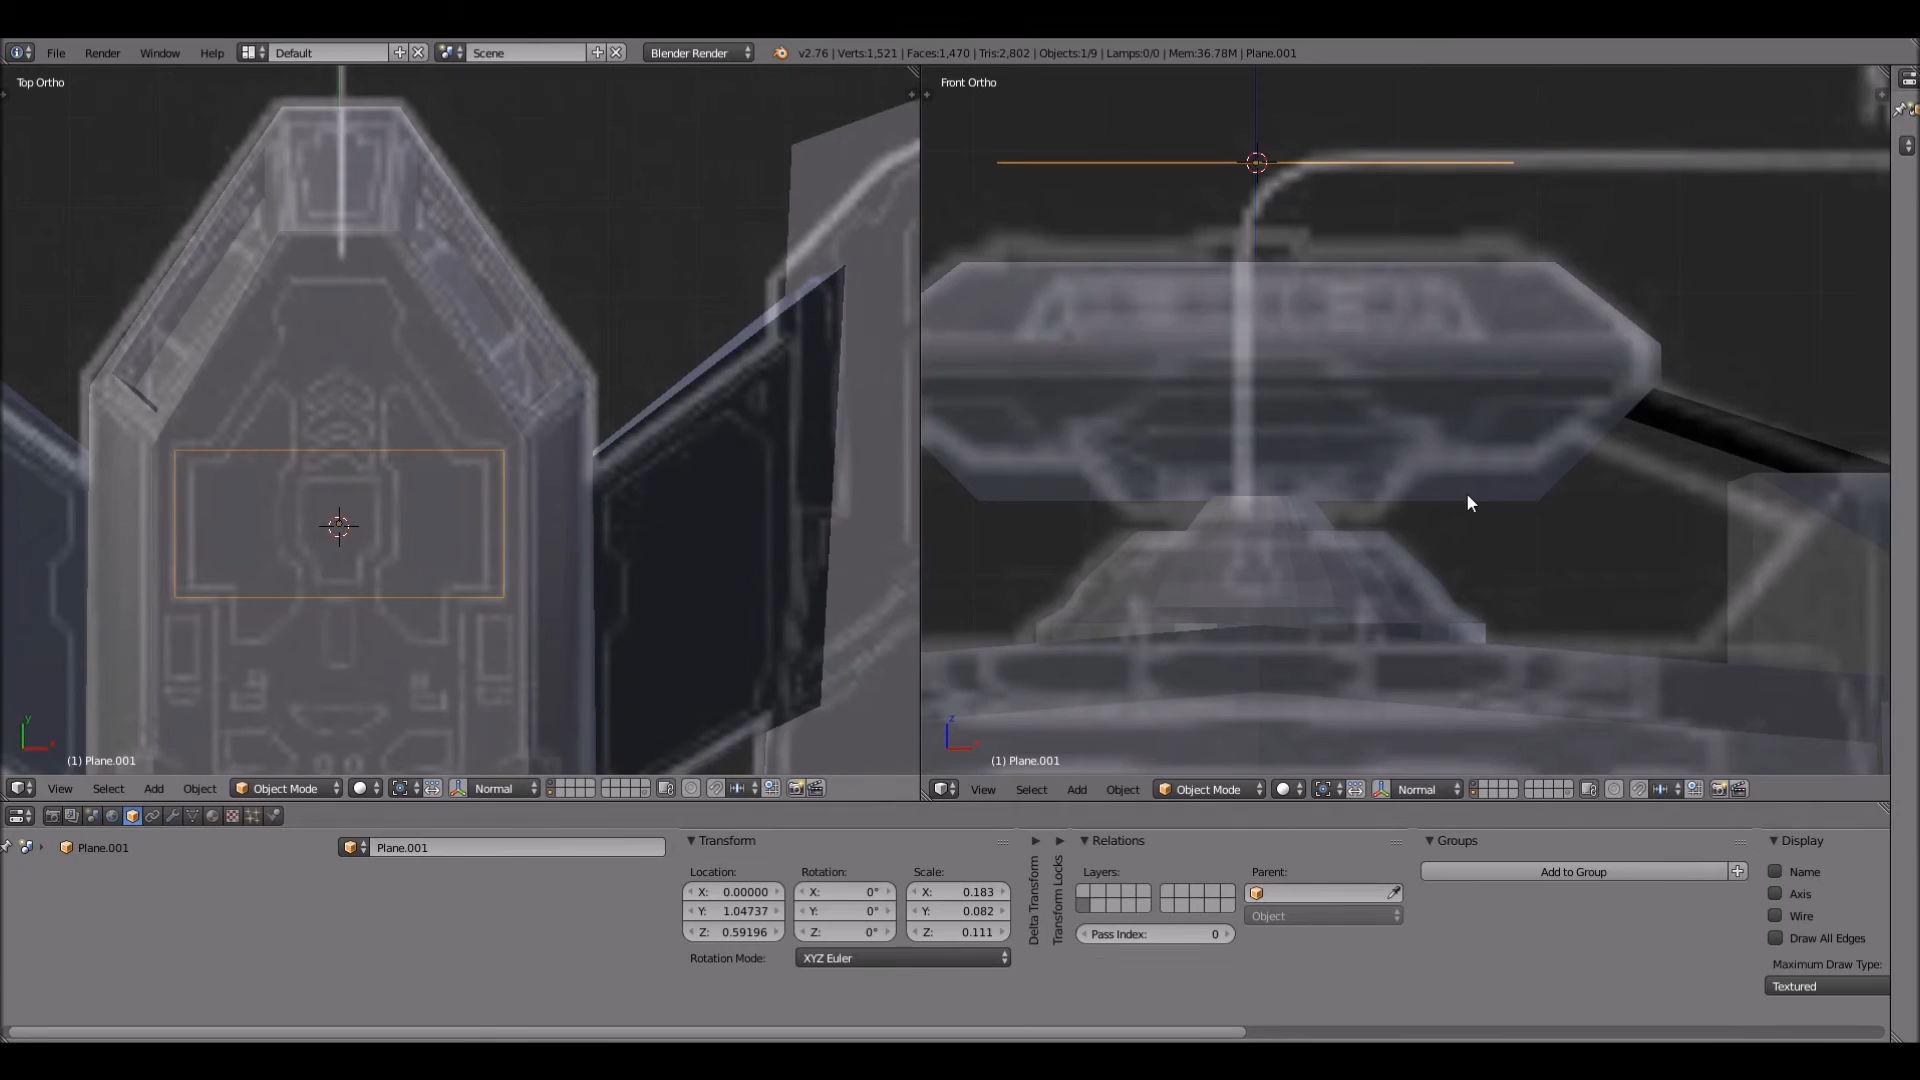 File Render Window Help Default Scene Blender Render v2.76 | Verts:1,521 | Faces:1,470 | Tris:2,802 | Objects:1/9 | Lamps:0/0 | Mem:36.78M | Plane.001
Top Ortho
Front Ortho
y
z
(1) Plane.001
(1) Plane.001
View Select Add Object Object Mode Normal
View Select Add Object Object Mode Normal
Plane.001
Plane.001
Transform
Location: Rotation: Scale:
X: 0.00000 X: 0° X: 0.183
Y: 1.04737 Y: 0° Y: 0.082
Z: 0.59196 Z: 0° Z: 0.111
Rotation Mode: XYZ Euler
Delta Transform
Transform Locks
Relations
Layers: Parent:
Object
Pass Index: 0
Groups
Add to Group
Display
Name
Axis
Wire
Draw All Edges
Maximum Draw Type:
Textured